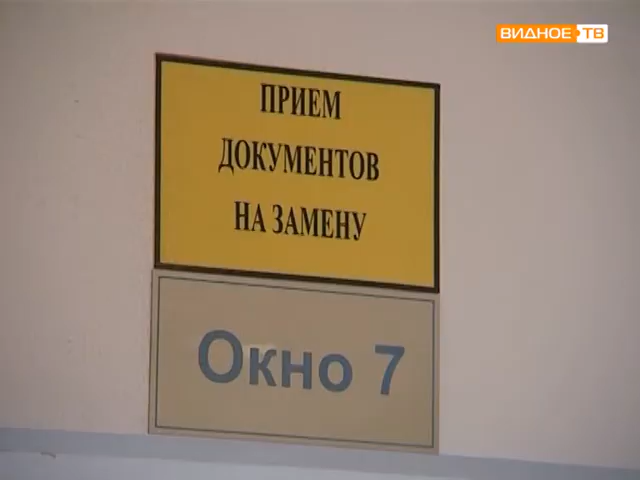 ВИДНОЕ ТВ
ПРИЕМ
ДОКУМЕНТОВ
НА ЗАМЕНУ
Окно 7